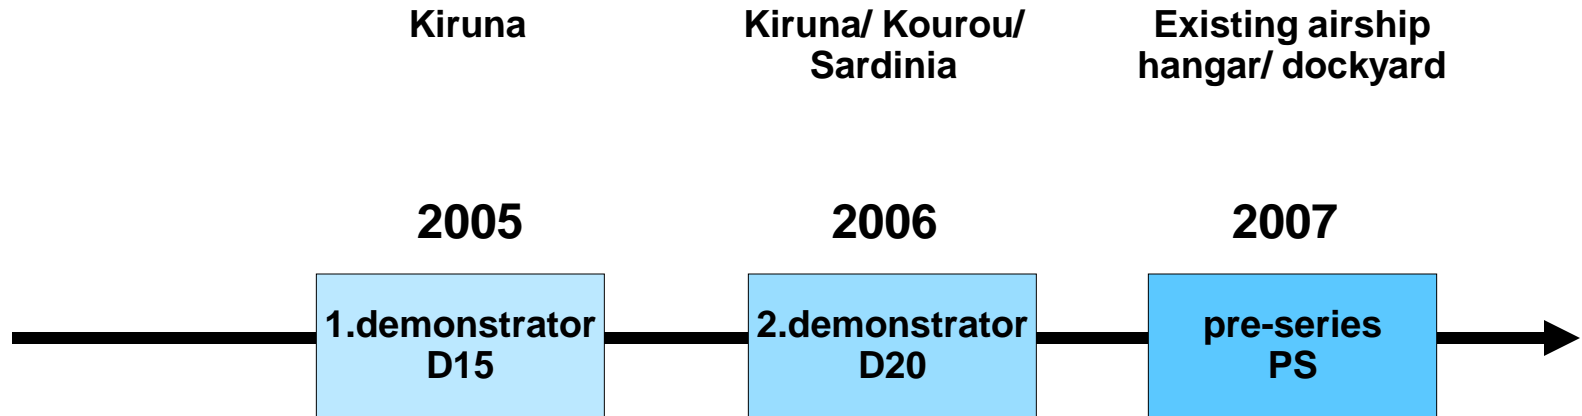 Kiruna
Kiruna/ Kourou/
Sardinia
Existing airship
hangar/ dockyard
2005
2006
2007
1.demonstrator
D15
2.demonstrator
D20
pre-series
PS